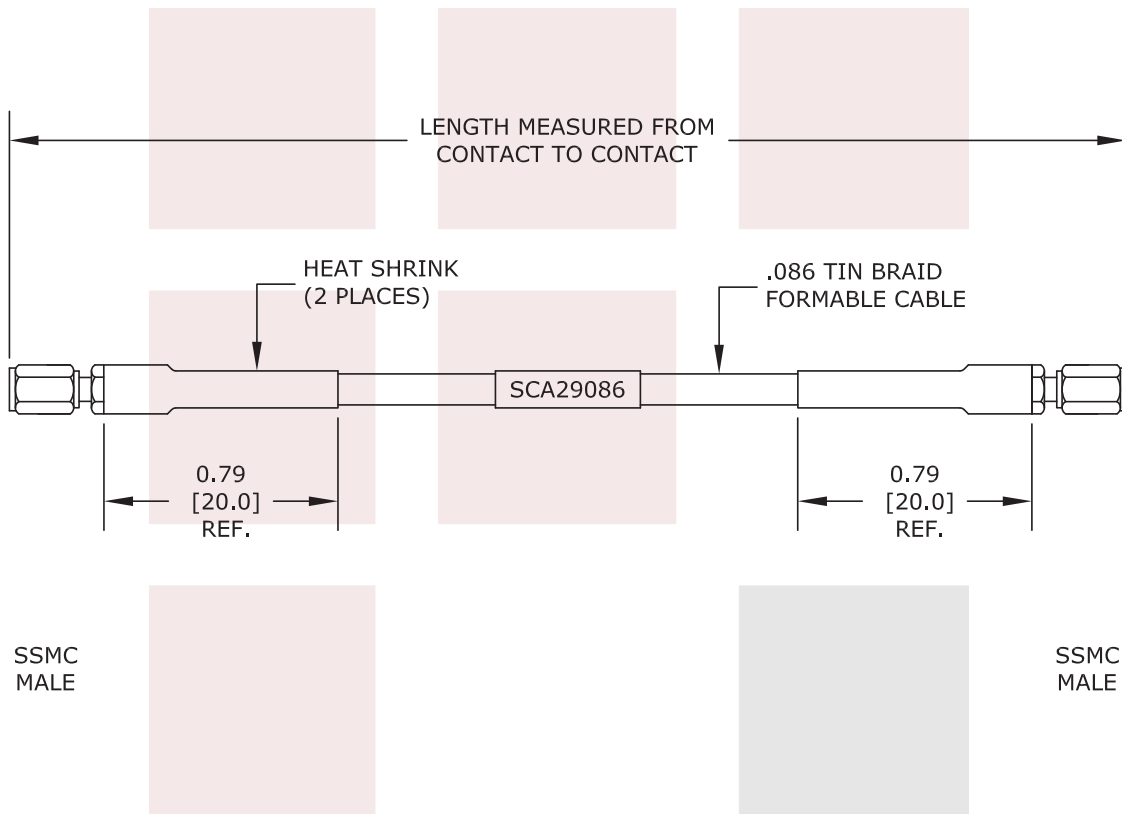 LENGTH MEASURED FROM
CONTACT TO CONTACT
HEAT SHRINK
(2 PLACES)
.086 TIN BRAID
FORMABLE CABLE
SCA29086
0.79
[20.0]
REF.
0.79
[20.0]
REF.
SSMC
MALE
SSMC
MALE